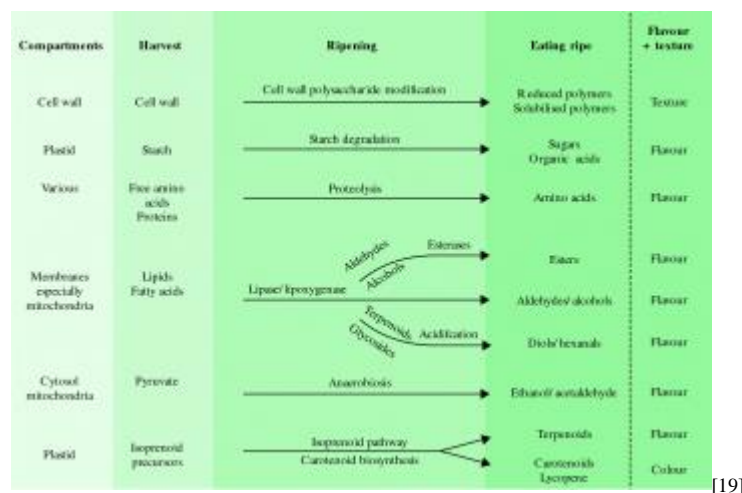 Compartments Harvest Ripening Eating ripe Flavour
+ texture
Cell wall Cell wall Cell wall polysaccharide modification Reduced polymers
Solubilised polymers Texture
Plastid Starch Starch degradation Sugars
Organic acids Flavour
Various Free amino
acids
Proteins Proteolysis Amino acids Flavour
Membranes
especially
mitochondria Lipids
Fatty acids Lipase/lipoxygenase
Aldehydes
Alcohols
Esterases Esters Flavour
Aldehydes/alcohols Flavour
Terpenoids
Glycosides
Acidification Diols/hexanals Flavour
Cytosol
mitochondria Pyruvate Anaerobiosis Ethanol/acetaldehyde Flavour
Plastid Isoprenoid
precursors Isoprenoid pathway
Carotenoid biosynthesis Terpenoids Flavour
Carotenoids
Lycopene Colour
[19]